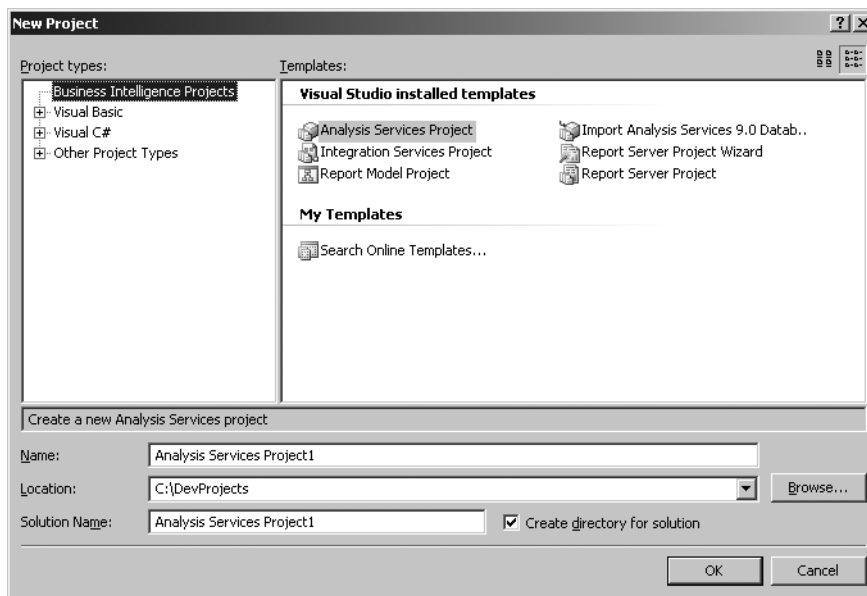 New Project
Project types:
Templates:
Business Intelligence Projects
Visual Basic
Visual C#
Other Project Types
Visual Studio installed templates
Analysis Services Project
Import Analysis Services 9.0 Datab..
Integration Services Project
Report Server Project Wizard
Report Model Project
Report Server Project
My Templates
Search Online Templates...
Create a new Analysis Services project
Name:
Analysis Services Project1
Location:
C:\DevProjects
Browse...
Solution Name:
Analysis Services Project1
Create directory for solution
OK
Cancel